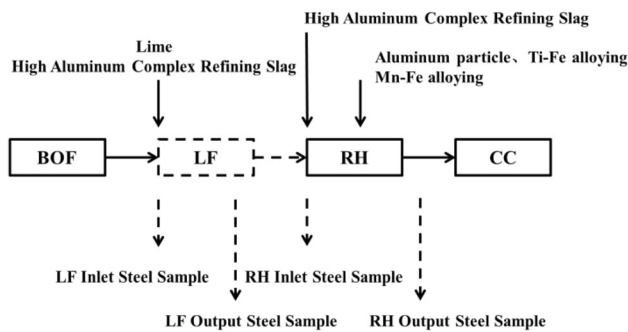 High Aluminum Complex Refining Slag
Lime
High Aluminum Complex Refining Slag
Aluminum particle、Ti-Fe alloying
Mn-Fe alloying
BOF
LF
RH
CC
LF Inlet Steel Sample
RH Inlet Steel Sample
LF Output Steel Sample
RH Output Steel Sample